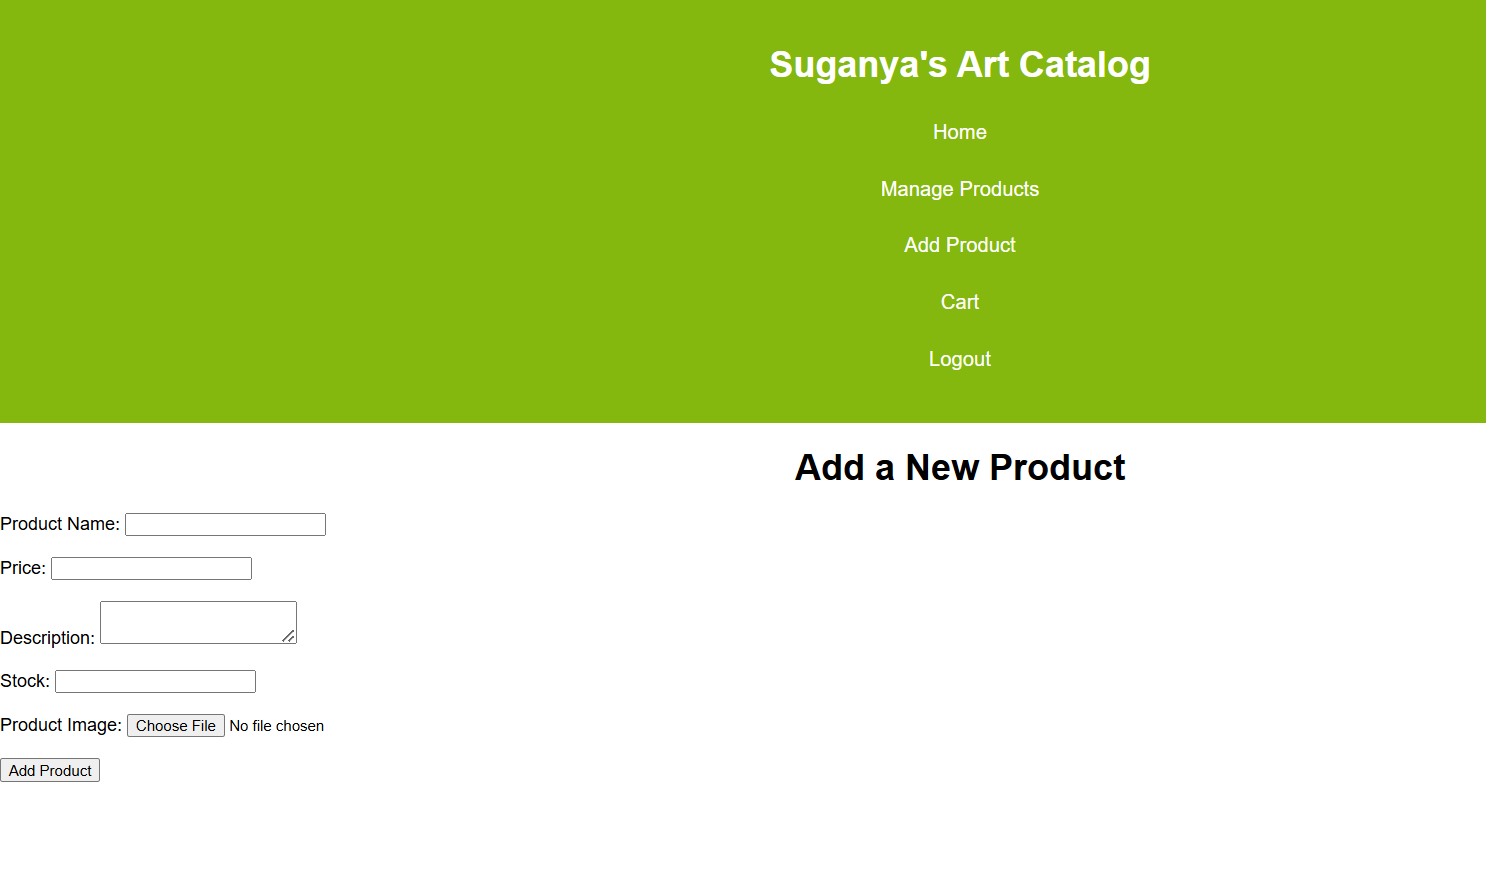 Suganya's Art Catalog
Home
Manage Products
Add Product
Cart
Logout
Add a New Product
Product Name:
Price:
Description:
Stock:
Product Image: Choose File No file chosen
Add Product